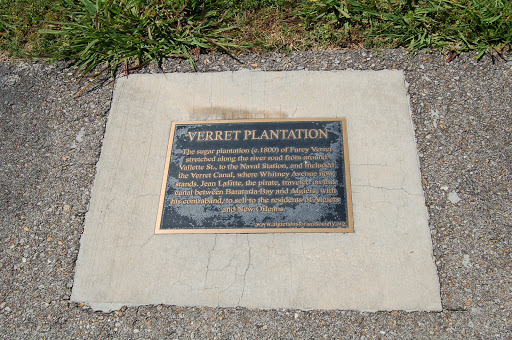 VERRET PLANTATION
The sugar plantation (c.1800) of Furcy Verret
stretched along the river road from around
Vallette St., to the Naval Station, and included
the Verret Canal, where Whitney Avenue now
stands. Jean Lafitte, the pirate, traveled on this
canal between Barataria Bay and Algiers, with
his contraband, to sell to the residents of Algiers
and New Orleans.